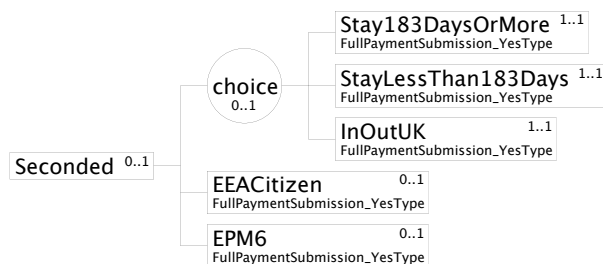 Stay183DaysOrMore 1..1
FullPaymentSubmission_YesType
choice
0..1
StayLessThan183Days 1..1
FullPaymentSubmission_YesType
InOutUK 1..1
FullPaymentSubmission_YesType
Seconded 0..1
EEACitizen 0..1
FullPaymentSubmission_YesType
EPM6 0..1
FullPaymentSubmission_YesType